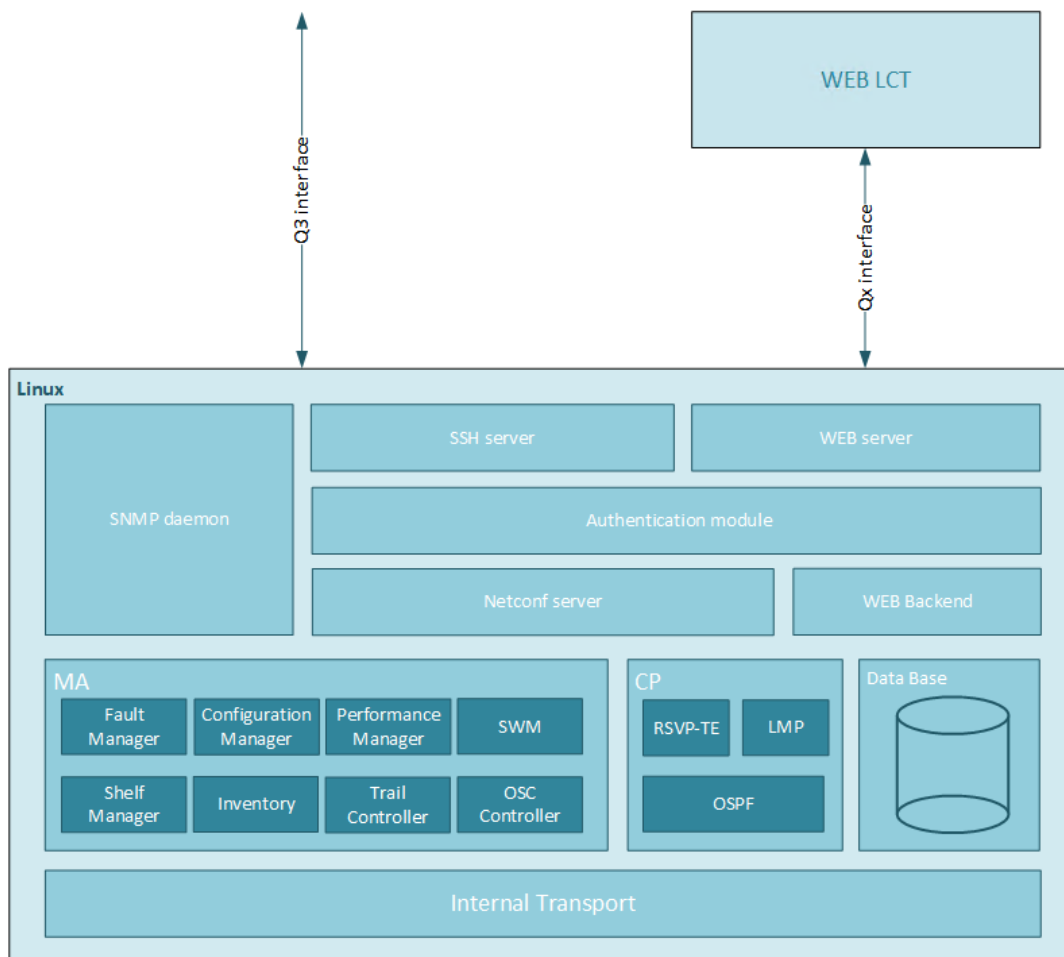 WEB LCT
Q3 interface
Qx interface
Linux
SNMP daemon
SSH server
WEB server
Authentication module
Netconf server
WEB Backend
MA
Fault
Manager
Configuration
Manager
Performance
Manager
SWM
Shelf
Manager
Inventory
Trail
Controller
OSC
Controller
CP
RSVP-TE
LMP
OSPF
Data Base
Internal Transport